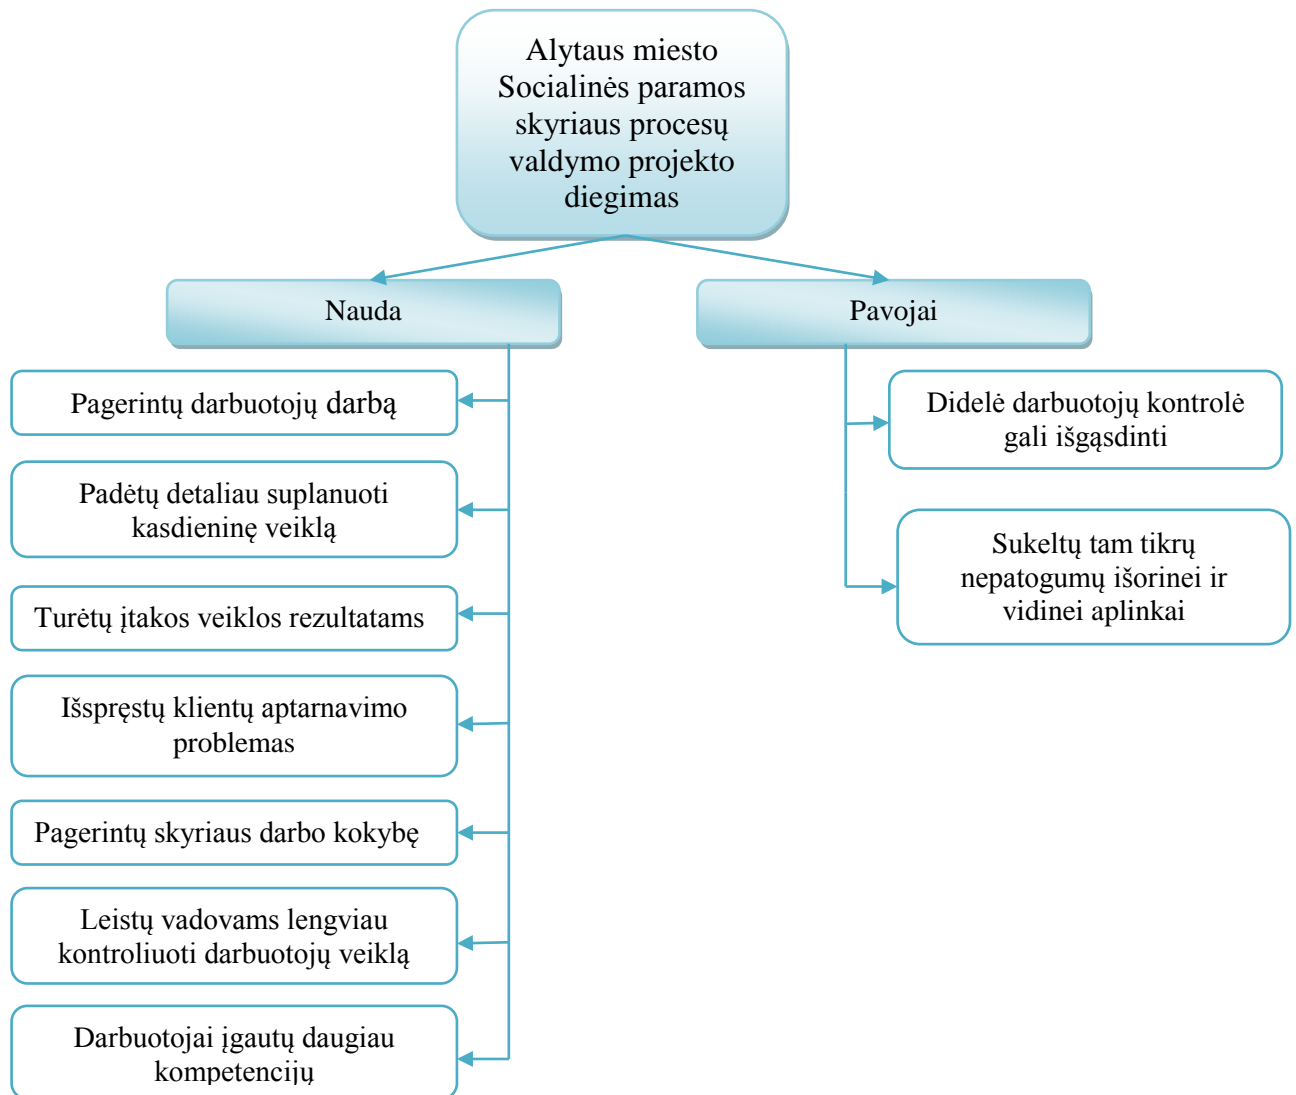 Alytaus miesto
Socialinės paramos
skyriaus procesų
valdymo projekto
diegimas
Nauda
Pavojai
Pagerintų darbuotojų darbą
Padėtų detaliau suplanuoti
kasdieninę veiklą
Turėtų įtakos veiklos rezultatams
Išspręstų klientų aptarnavimo
problemas
Pagerintų skyriaus darbo kokybę
Leistų vadovams lengviau
kontroliuoti darbuotojų veiklą
Darbuotojai įgautų daugiau
kompetencijų
Didelė darbuotojų kontrolė
gali išgąsdinti
Sukeltų tam tikrų
nepatogumų išorinei ir
vidinei aplinkai